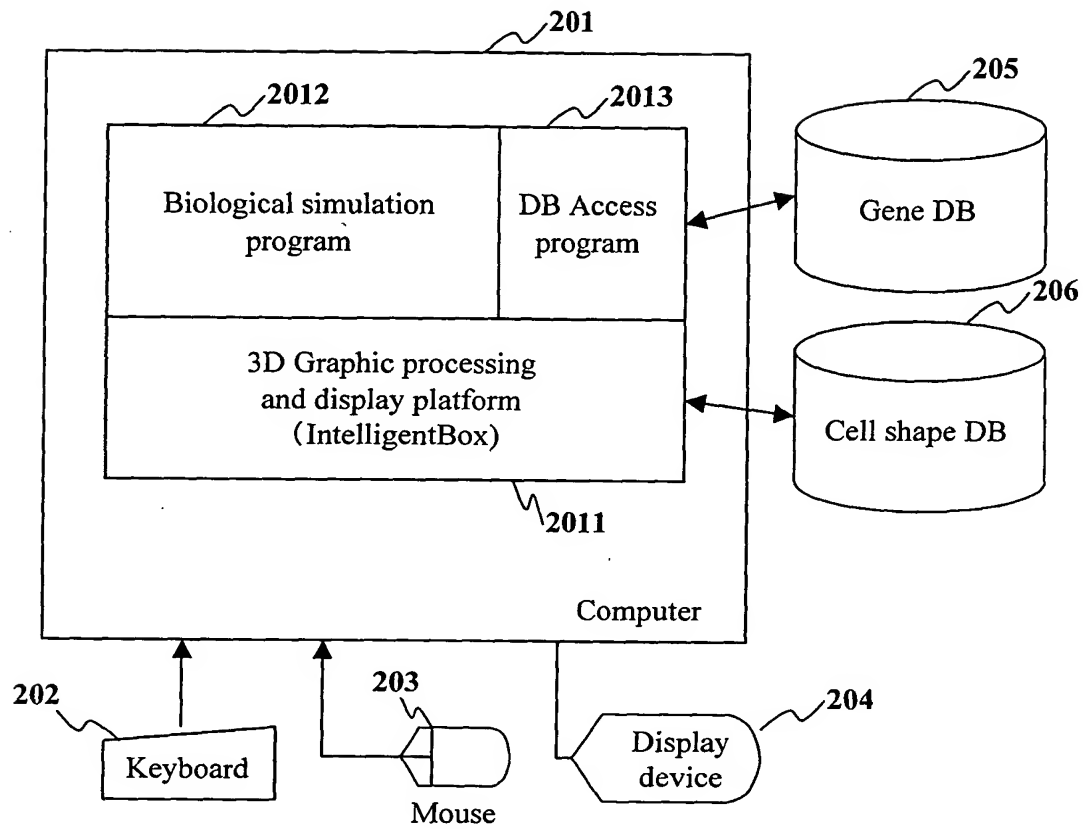 201
2012
2013
205
Biological simulation
program
DB Access
program
Gene DB
206
3D Graphic processing
and display platform
(IntelligentBox)
Cell shape DB
2011
Computer
202
203
204
Keyboard
Mouse
Display
device